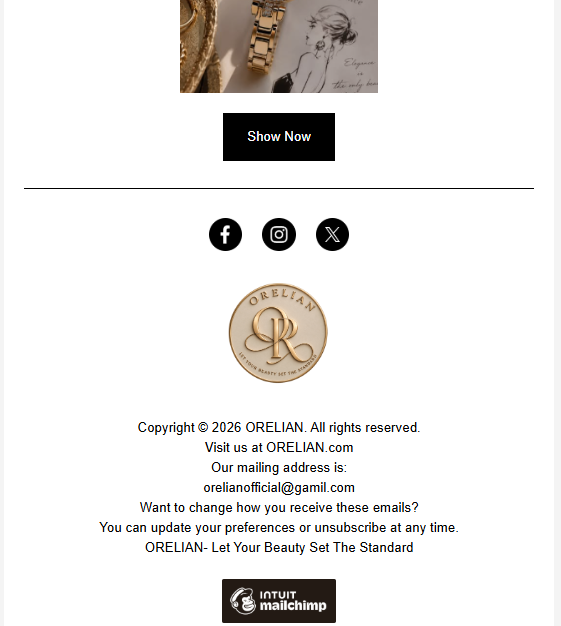 Elegance
is
the only
Show Now
ORELIAN
OR
LET YOUR BEAUTY SET THE STANDARD
Copyright © 2026 ORELIAN. All rights reserved.
Visit us at ORELIAN.com
Our mailing address is:
orelianofficial@gamil.com
Want to change how you receive these emails?
You can update your preferences or unsubscribe at any time.
ORELIAN- Let Your Beauty Set The Standard
INTUIT
mailchimp